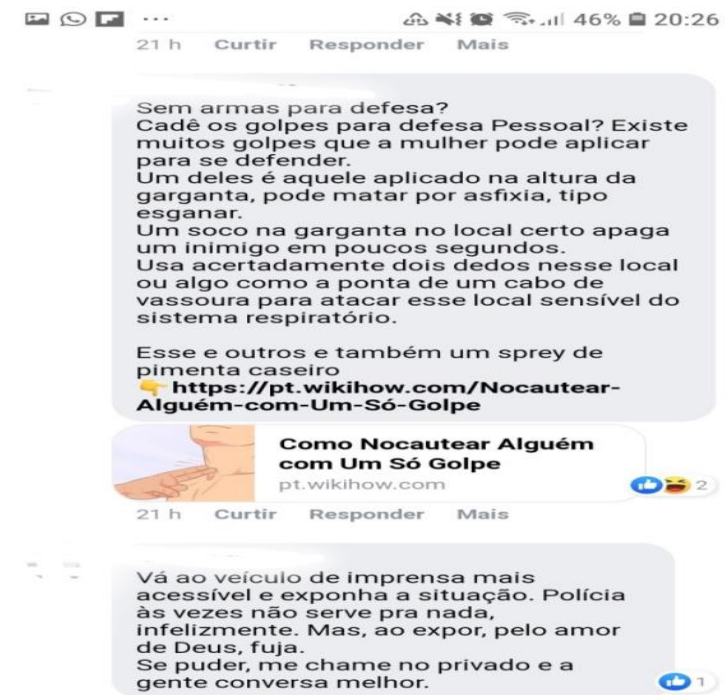 ... 46% 20:26
21 h Curtir Responder Mais
Sem armas para defesa?
Cadê os golpes para defesa Pessoal? Existe
muitos golpes que a mulher pode aplicar
para se defender.
Um deles é aquele aplicado na altura da
garganta, pode matar por asfixia, tipo
esganar.
Um soco na garganta no local certo apaga
um inimigo em poucos segundos.
Usa acertadamente dois dedos nesse local
ou algo como a ponta de um cabo de
vassoura para atacar esse local sensível do
sistema respiratório.
Esse e outros e também um sprey de
pimenta caseiro
👇https://pt.wikihow.com/Nocautear-
Alguém-com-Um-Só-Golpe
Como Nocautear Alguém
com Um Só Golpe
pt.wikihow.com
2
21 h Curtir Responder Mais
Vá ao veículo de imprensa mais
acessível e exponha a situação. Polícia
às vezes não serve pra nada,
infelizmente. Mas, ao expor, pelo amor
de Deus, fuja.
Se puder, me chame no privado e a
gente conversa melhor.
1